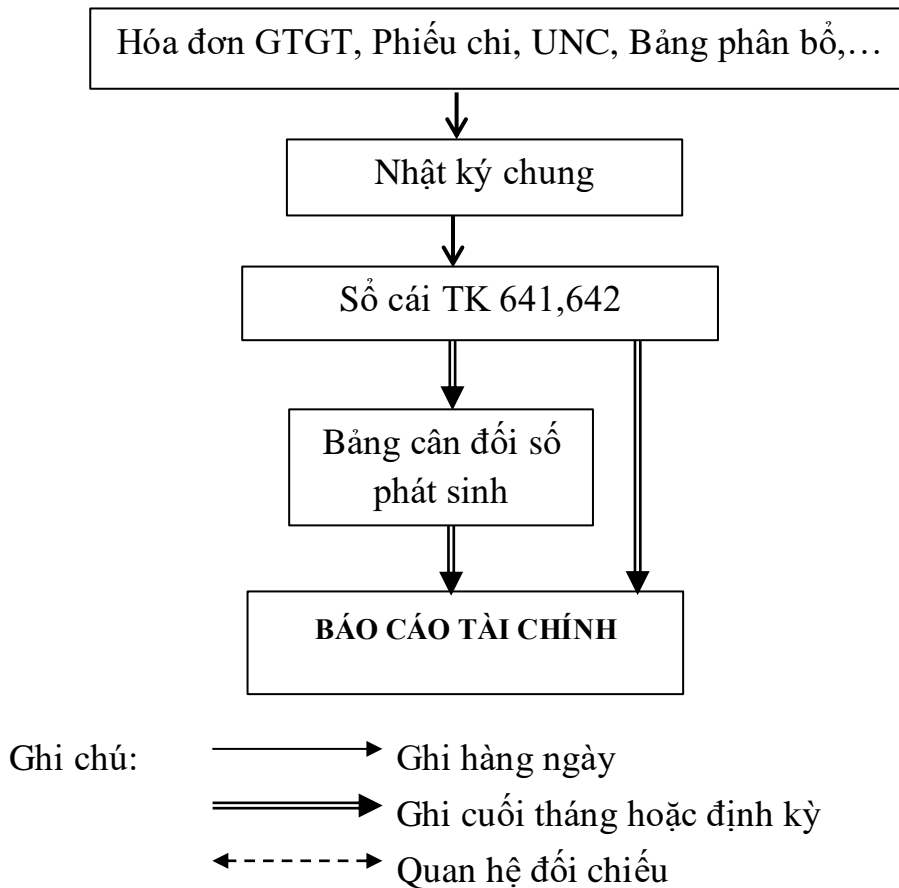 Hóa đơn GTGT, Phiếu chi, UNC, Bảng phân bổ,…
Nhật ký chung
Sổ cái TK 641,642
Bảng cân đối số
phát sinh
BÁO CÁO TÀI CHÍNH
Ghi chú:
Ghi hàng ngày
Ghi cuối tháng hoặc định kỳ
Quan hệ đối chiếu